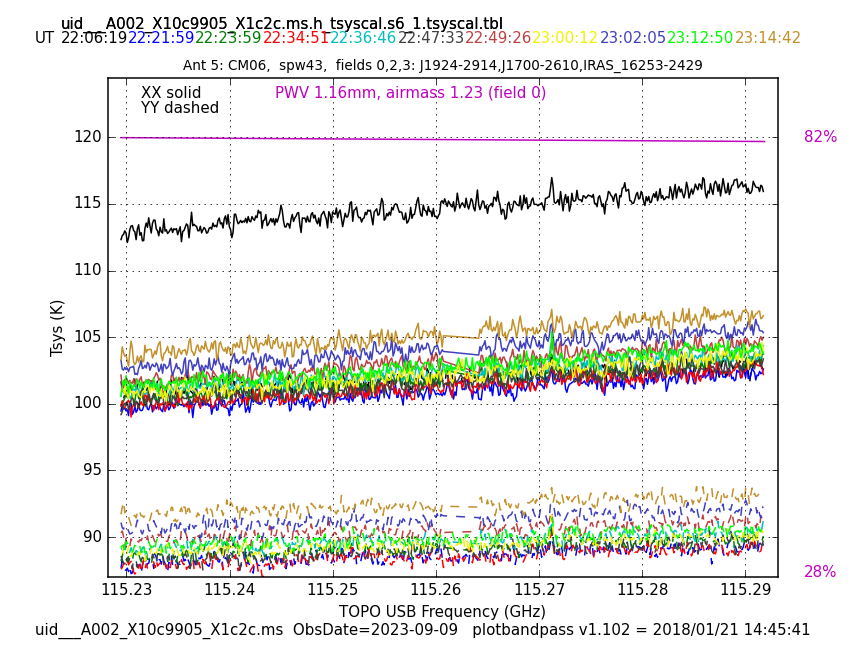 uid___A002_X10c9905_X1c2c.ms.h_tsyscal.s6_1.tsyscal.tbl
UT 22:06:19 22:21:59 22:23:59 22:34:51 22:36:46 22:47:33 22:49:26 23:00:12 23:02:05 23:12:50 23:14:42
Ant 5: CM06,  spw43,  fields 0,2,3: J1924-2914,J1700-2610,IRAS_16253-2429
XX solid
PWV 1.16mm, airmass 1.23 (field 0)
YY dashed
120
82%
115
110
105
100
95
90
28%
Tsys (K)
115.23 115.24 115.25 115.26 115.27 115.28 115.29
TOPO USB Frequency (GHz)
uid___A002_X10c9905_X1c2c.ms  ObsDate=2023-09-09   plotbandpass v1.102 = 2018/01/21 14:45:41